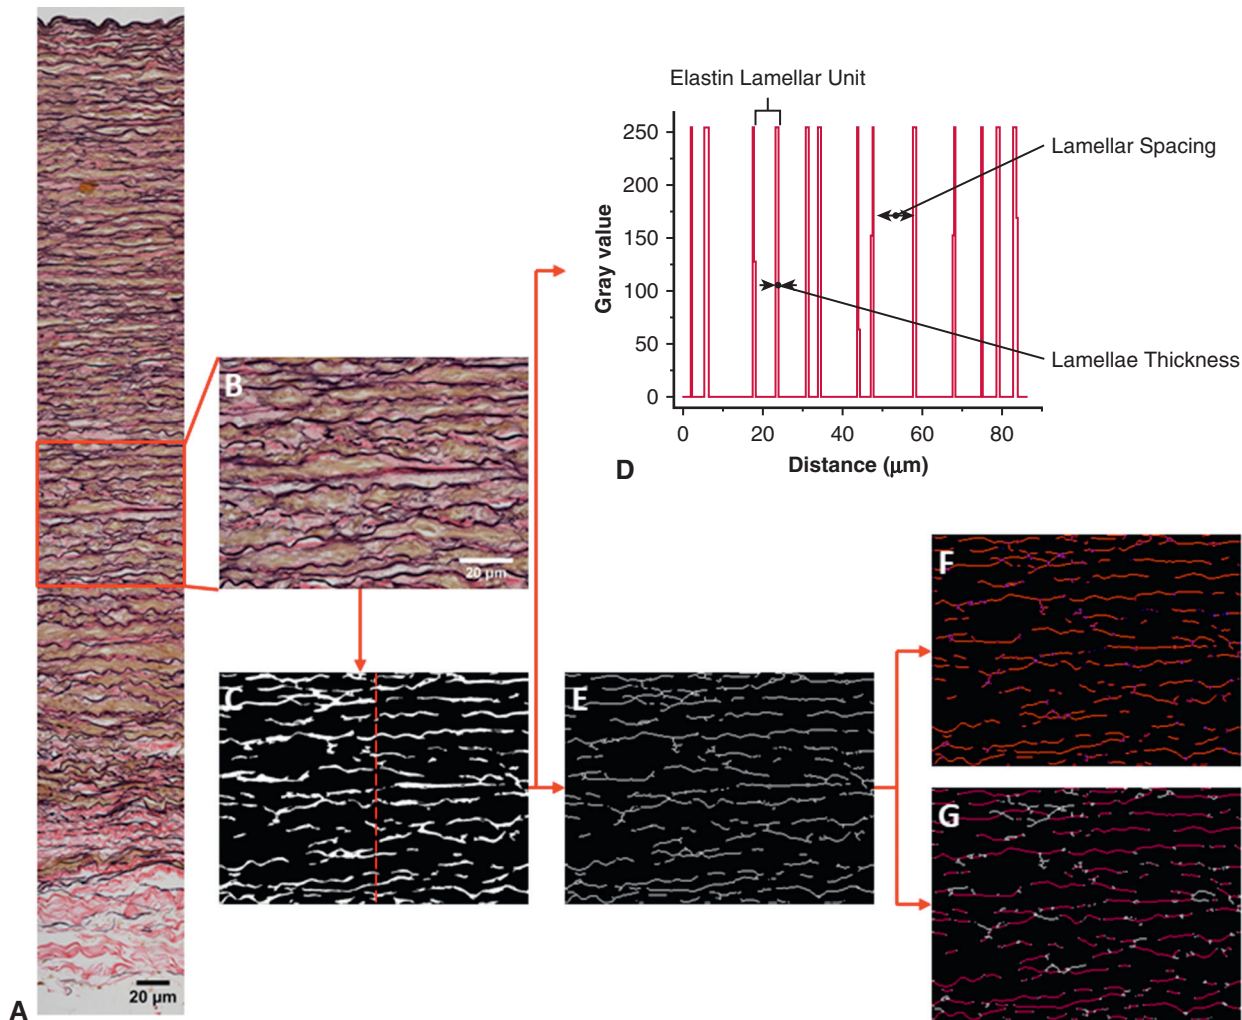 A
20 µm
B
20 µm
C
Elastin Lamellar Unit
Lamellar Spacing
Lamellae Thickness
Gray value
250
200
150
100
50
0
0 20 40 60 80
Distance (µm)
D
E
F
G